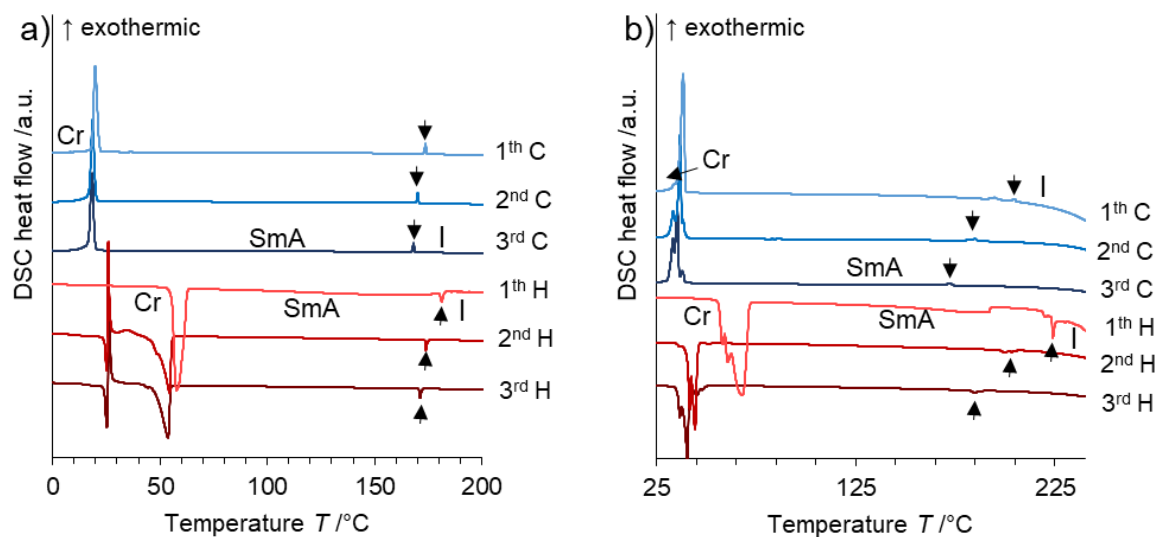 a) ↑ exothermic
DSC heat flow /a.u.
Cr
1th C
2nd C
3rd C
SmA
I
Cr
SmA
I
1th H
2nd H
3rd H
0
50
100
150
200
Temperature T /°C
b) ↑ exothermic
DSC heat flow /a.u.
Cr
I
1th C
2nd C
SmA
3rd C
Cr
SmA
1th H
I
2nd H
3rd H
25
125
225
Temperature T /°C